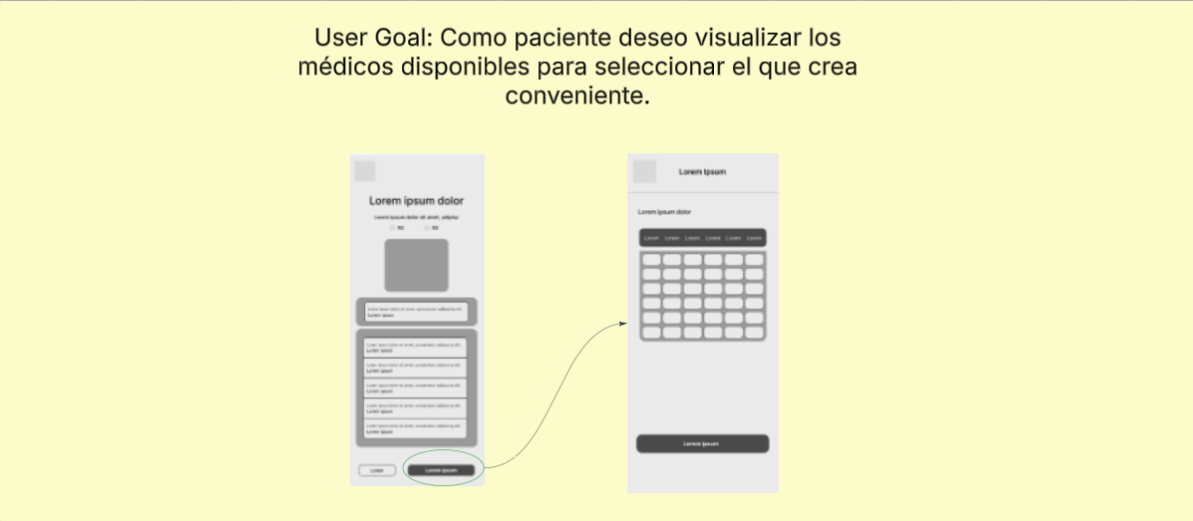 User Goal: Como paciente deseo visualizar los
médicos disponibles para seleccionar el que crea
conveniente.
Lorem ipsum dolor
Lorem ipsum dolor sit amet, adipisc
Lorem ipsum dolor sit amet, consectetur adipiscing elit.
Lorem ipsum
Lorem ipsum dolor sit amet, consectetur adipiscing elit.
Lorem ipsum
Lorem ipsum dolor sit amet, consectetur adipiscing elit.
Lorem ipsum
Lorem ipsum dolor sit amet, consectetur adipiscing elit.
Lorem ipsum
Lorem ipsum dolor sit amet, consectetur adipiscing elit.
Lorem ipsum
Lorem ipsum dolor sit amet, consectetur adipiscing elit.
Lorem ipsum
Lorem Lorem ipsum
Lorem Ipsum
Lorem ipsum dolor
Lorem Lorem Lorem Lorem Lorem Lorem
Lorem ipsum